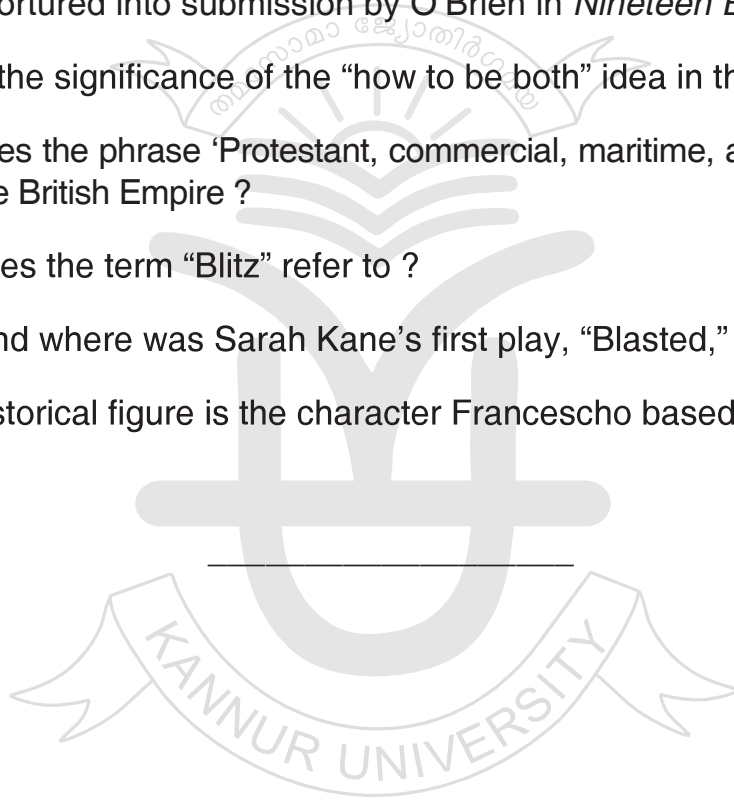 ortured into submission by O'Brien in Nineteen E
തമസോമാ ജ്യോതിർഗമയ
the significance of the “how to be both” idea in th
es the phrase ‘Protestant, commercial, maritime, a
e British Empire ?
es the term “Blitz” refer to ?
nd where was Sarah Kane’s first play, “Blasted,”
storical figure is the character Francescho based
KANNUR UNIVERSITY